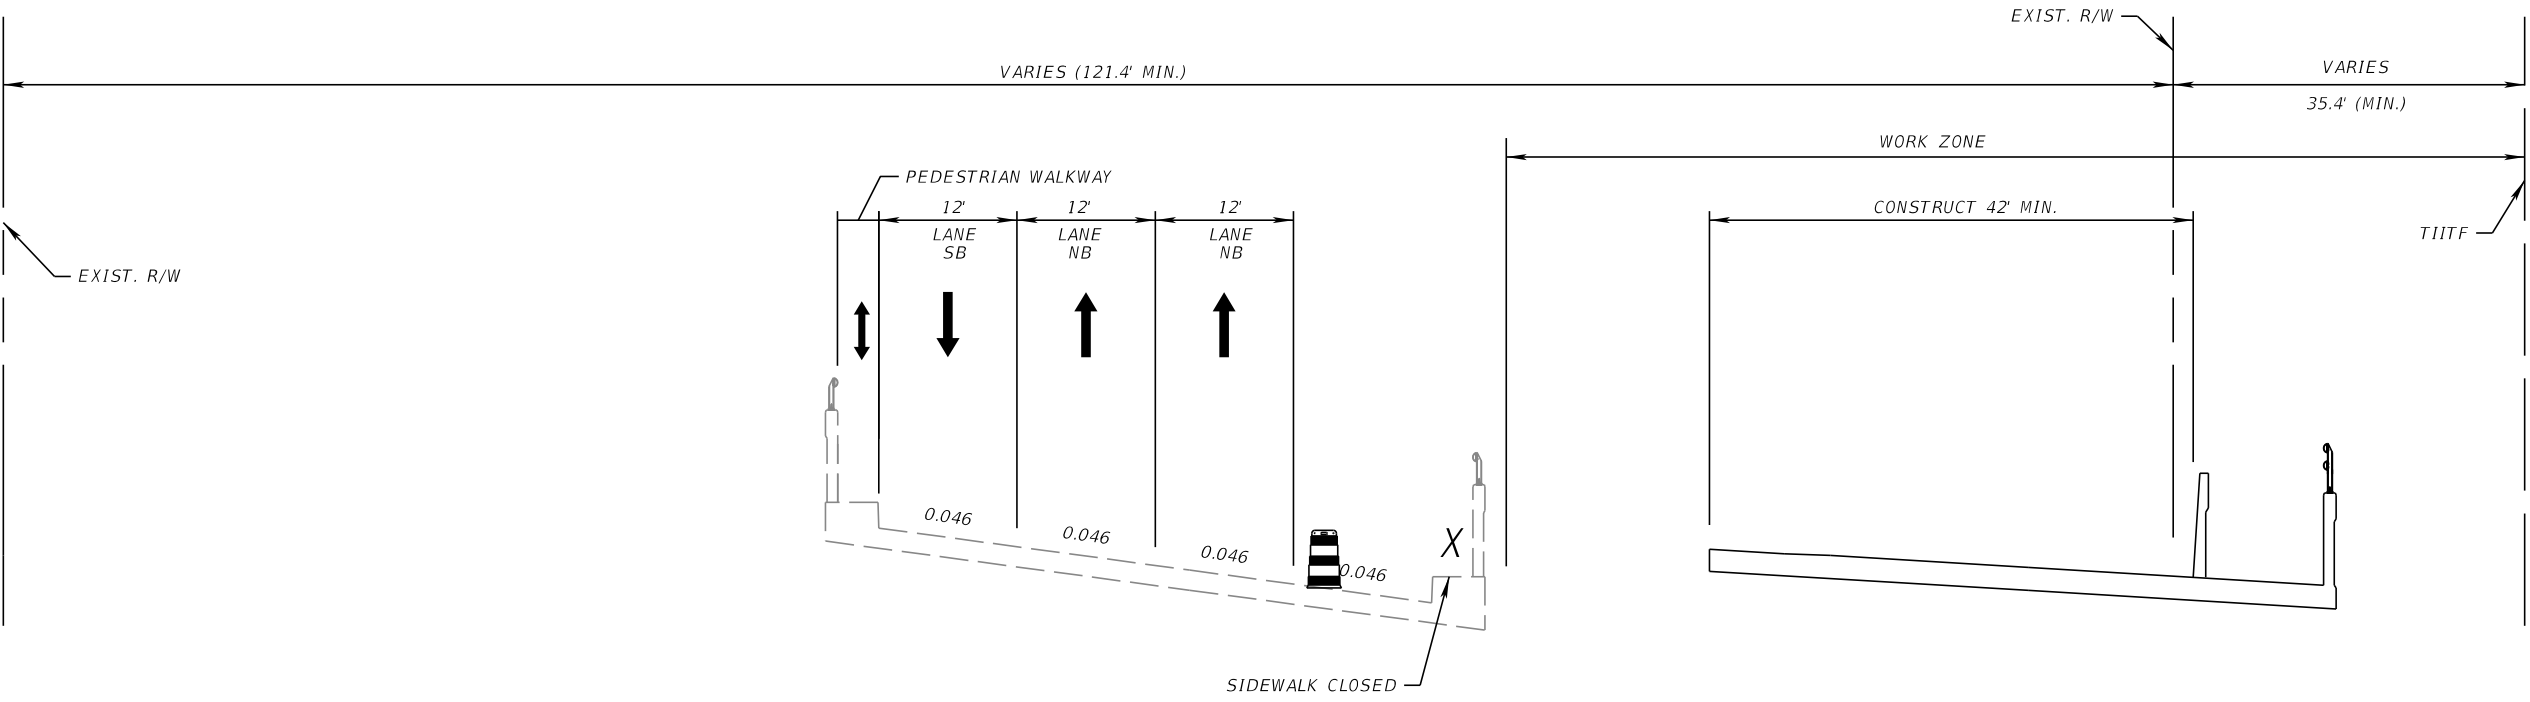 EXIST. R/W
VARIES (121.4' MIN.)
VARIES
35.4' (MIN.)
WORK ZONE
PEDESTRIAN WALKWAY
12'
12'
12'
CONSTRUCT 42' MIN.
LANE
SB
LANE
NB
LANE
NB
TIITF
EXIST. R/W
0.046
0.046
0.046
0.046
X
SIDEWALK CLOSED